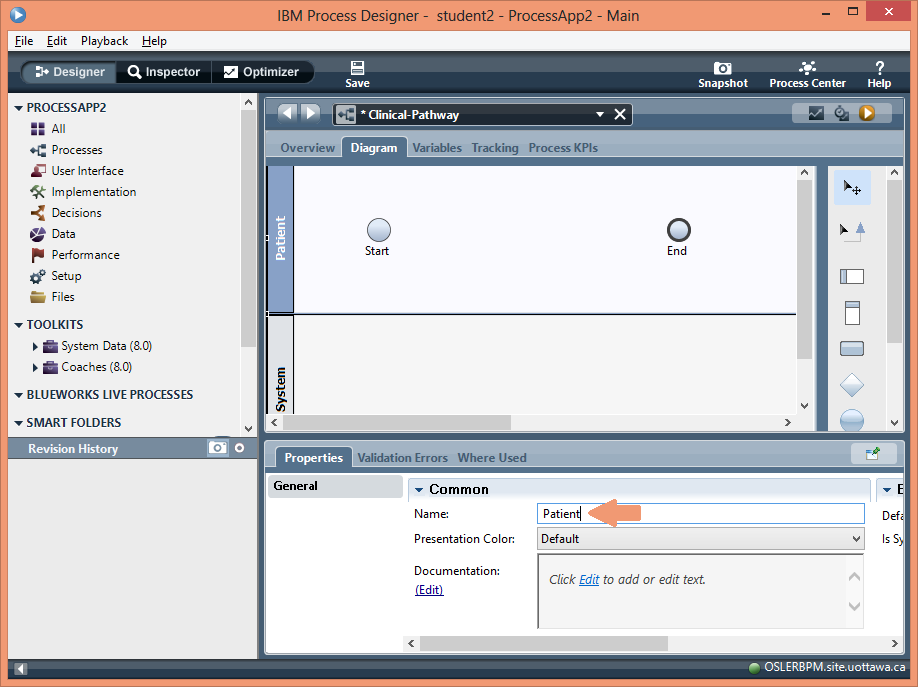 IBM Process Designer - student2 - ProcessApp2 - Main
File Edit Playback Help
Designer Inspector Optimizer Save Snapshot Process Center Help
PROCESSAPP2
All
Processes
User Interface
Implementation
Decisions
Data
Performance
Setup
Files
TOOLKITS
System Data (8.0)
Coaches (8.0)
BLUEWORKS LIVE PROCESSES
SMART FOLDERS
Revision History
* Clinical-Pathway
Overview Diagram Variables Tracking Process KPIs
Patient
Start End
System
Properties Validation Errors Where Used
General
Common E
Name: Patient Defa
Presentation Color: Default Is Sy
Documentation:
(Edit)
Click Edit to add or edit text.
OSLERBPM.site.uottawa.ca